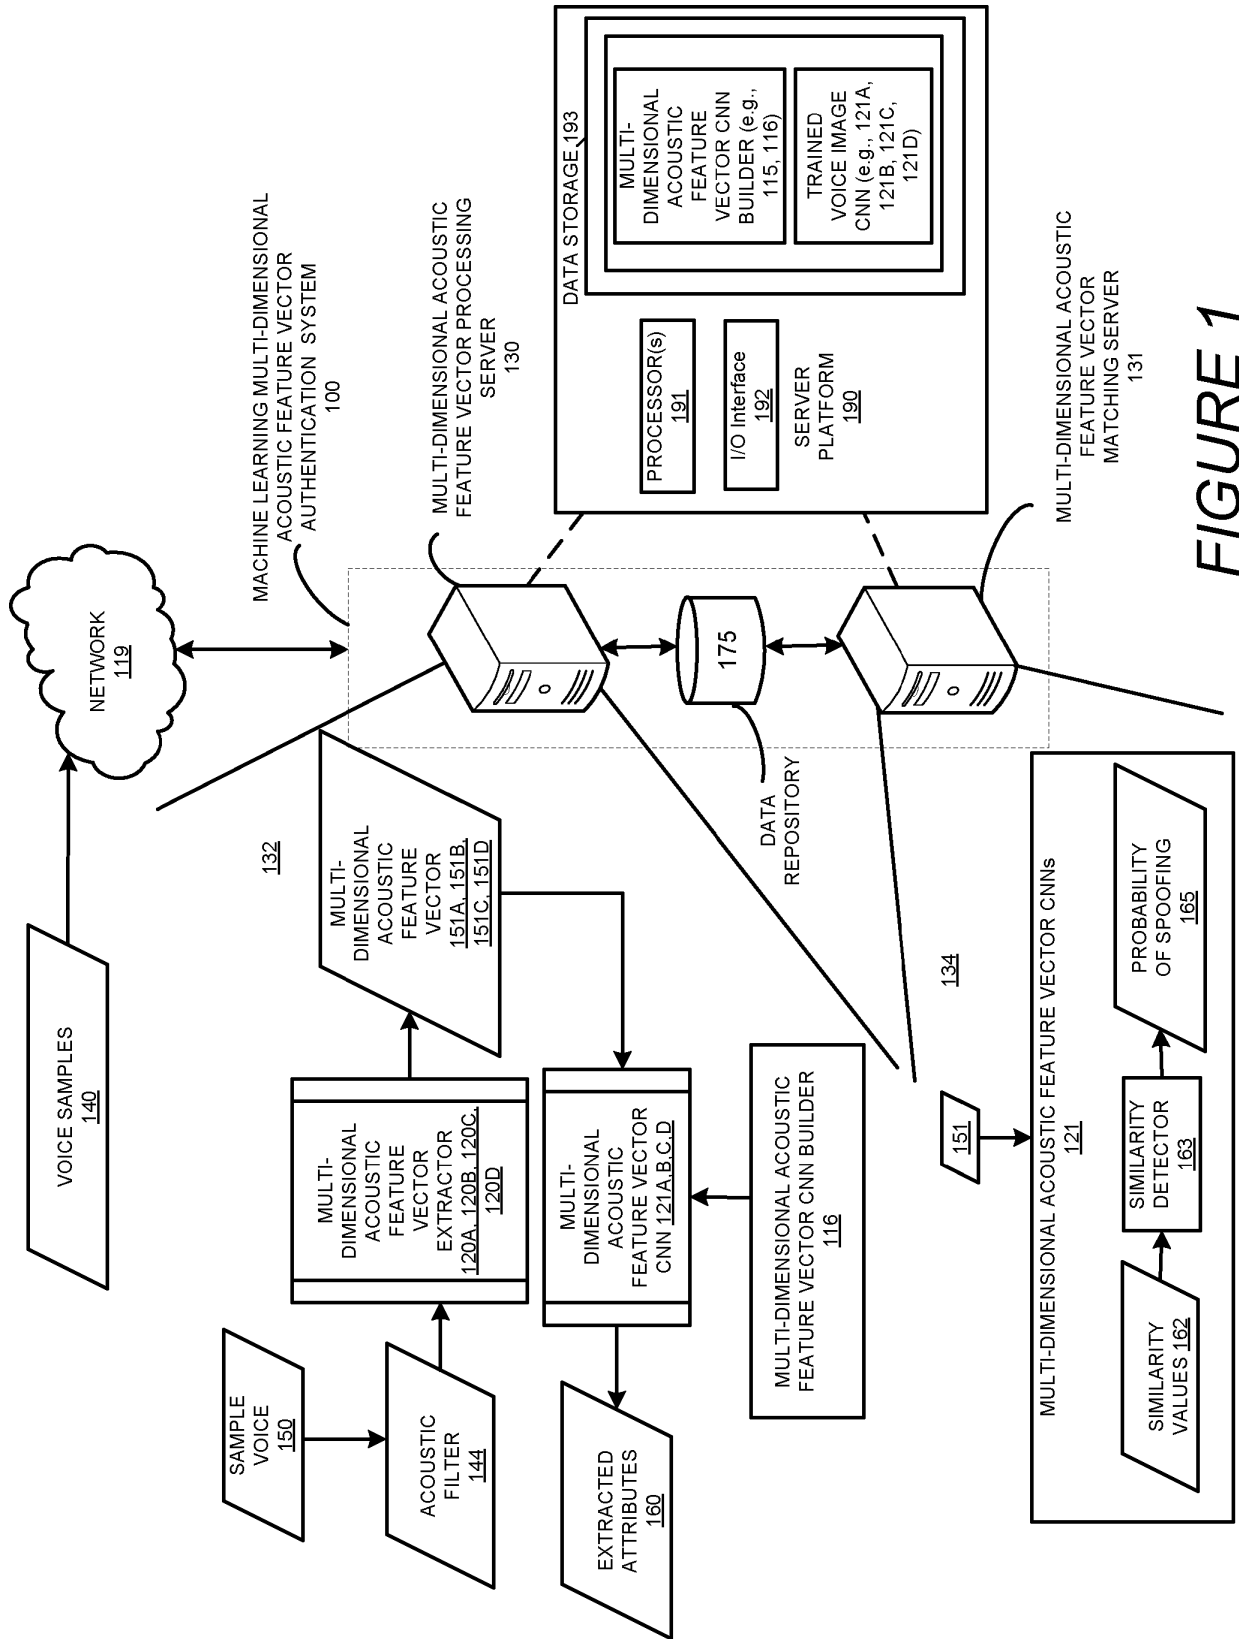 VOICE SAMPLES
140
NETWORK
119
MACHINE LEARNING MULTI-DIMENSIONAL
ACOUSTIC FEATURE VECTOR
AUTHENTICATION SYSTEM
100
SAMPLE
VOICE
150
ACOUSTIC
FILTER
144
MULTI-
DIMENSIONAL
ACOUSTIC
FEATURE
VECTOR
EXTRACTOR
120A, 120B, 120C,
120D
132
MULTI-
DIMENSIONAL
ACOUSTIC
FEATURE
VECTOR
151A, 151B,
151C, 151D
MULTI-DIMENSIONAL ACOUSTIC
FEATURE VECTOR PROCESSING
SERVER
130
EXTRACTED
ATTRIBUTES
160
MULTI-
DIMENSIONAL
ACOUSTIC
FEATURE VECTOR
CNN 121A,B,C,D
MULTI-DIMENSIONAL ACOUSTIC
FEATURE VECTOR CNN BUILDER
116
175
DATA
REPOSITORY
DATA STORAGE 193
MULTI-
DIMENSIONAL
ACOUSTIC
FEATURE
VECTOR CNN
BUILDER (e.g.,
115, 116)
TRAINED
VOICE IMAGE
CNN (e.g., 121A,
121B, 121C,
121D)
PROCESSOR(s)
191
I/O Interface
192
SERVER
PLATFORM
190
134
151
MULTI-DIMENSIONAL ACOUSTIC FEATURE VECTOR CNNs
121
SIMILARITY
VALUES 162
SIMILARITY
DETECTOR
163
PROBABILITY
OF SPOOFING
165
MULTI-DIMENSIONAL ACOUSTIC
FEATURE VECTOR
MATCHING SERVER
131
FIGURE 1